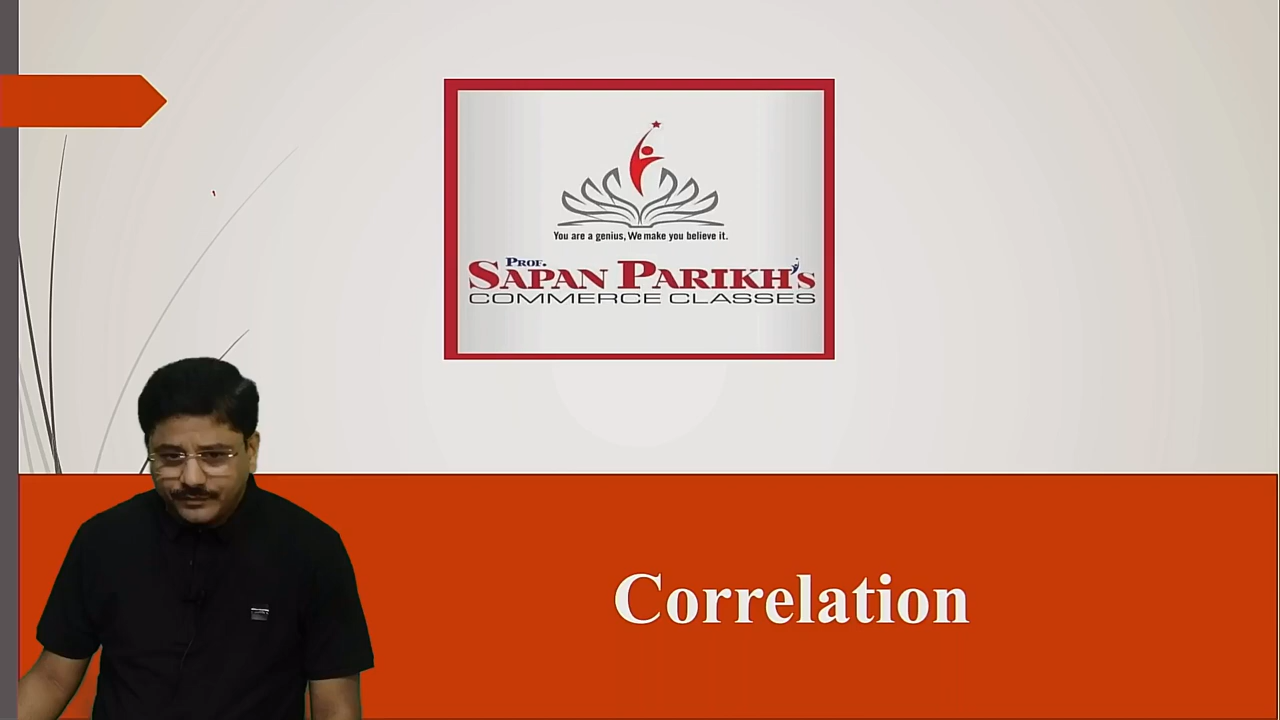 You are a genius, We make you believe it.
PROF.
SAPAN PARIKH'S
COMMERCE CLASSES
Correlation